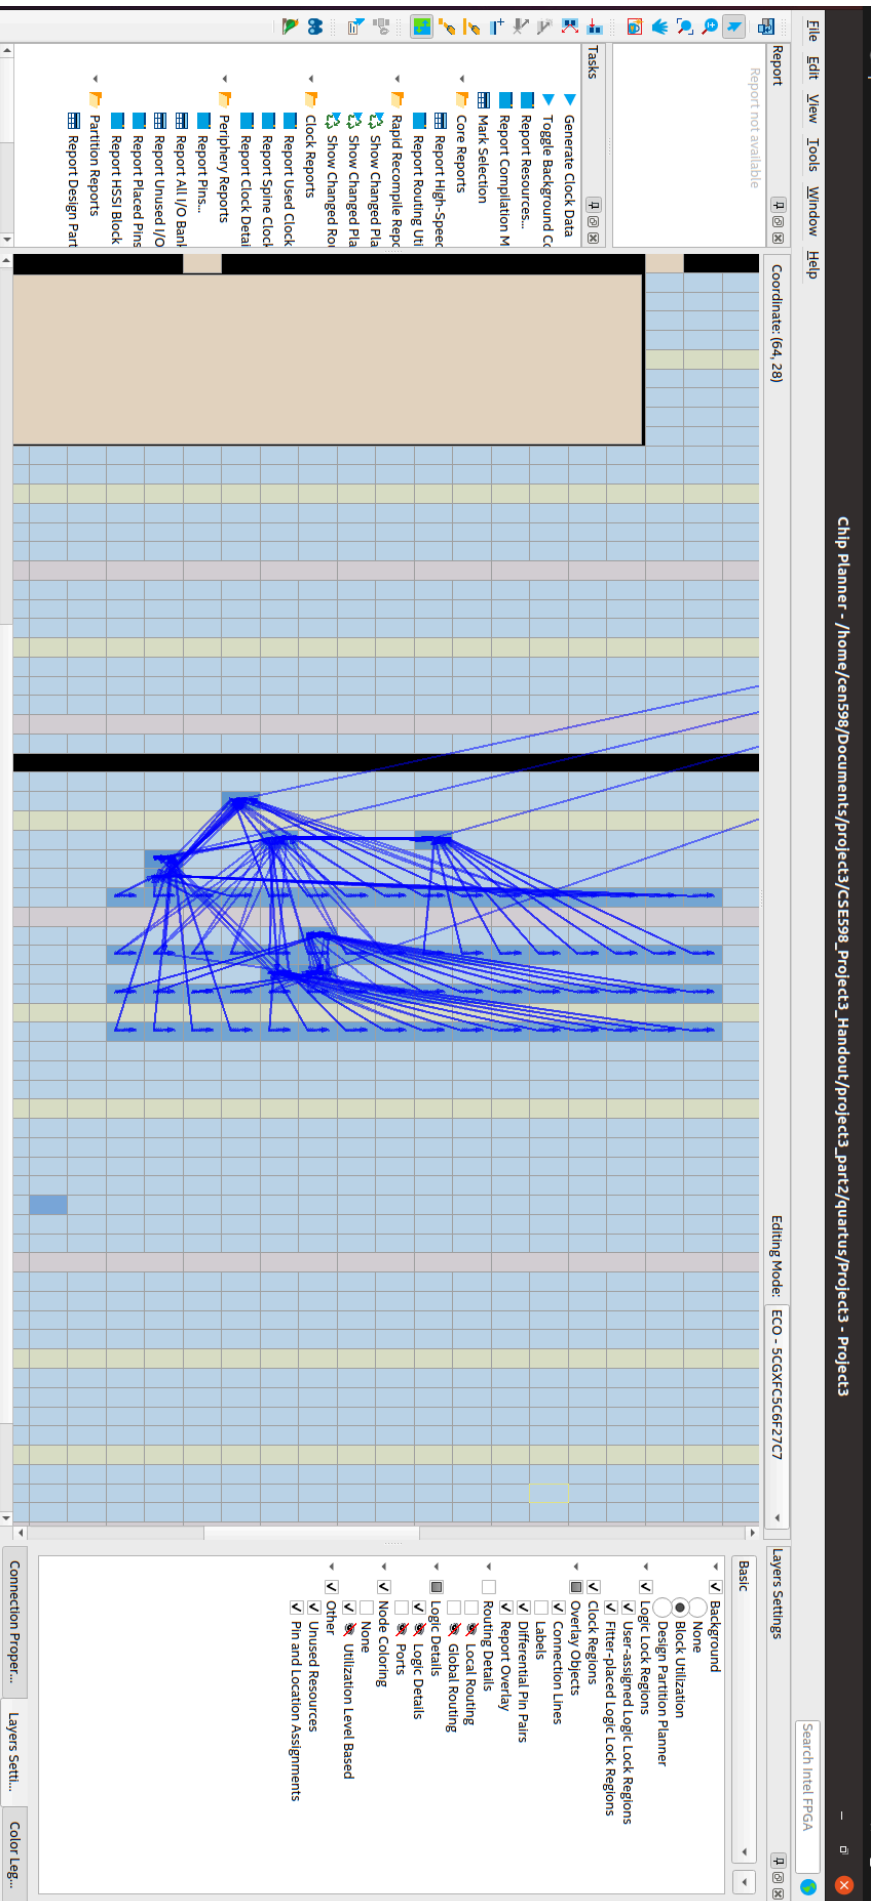 Chip Planner - /home/cen598/Documents/project3/CSE598_Project3_Handout/project3_part2/quartus/Project3 - Project3
File Edit View Tools Window Help
Search Intel FPGA
Report
Report not available
Tasks
Generate Clock Data
Toggle Background Co
Report Resources...
Report Compilation M
Mark Selection
Core Reports
Report High-Speed
Report Routing Uti
Rapid Recompile Repo
Show Changed Pla
Show Changed Pla
Show Changed Rou
Clock Reports
Report Used Clock
Report Spine Clock
Report Clock Detai
Periphery Reports
Report Pins...
Report All I/O Bank
Report Unused I/O
Report Placed Pins
Report HSSI Block
Partition Reports
Report Design Part
Coordinate: (64, 28)
Editing Mode: ECO - 5CGXFC5C6F27C7
Layers Settings
Basic
Background
None
Block Utilization
Design Partition Planner
Logic Lock Regions
User-assigned Logic Lock Regions
Fitter-placed Logic Lock Regions
Clock Regions
Overlay Objects
Connection Lines
Labels
Differential Pin Pairs
Report Overlay
Routing Details
Local Routing
Global Routing
Logic Details
Logic Details
Ports
Node Coloring
None
Utilization Level Based
Other
Unused Resources
Pin and Location Assignments
Connection Proper...
Layers Setti...
Color Leg...